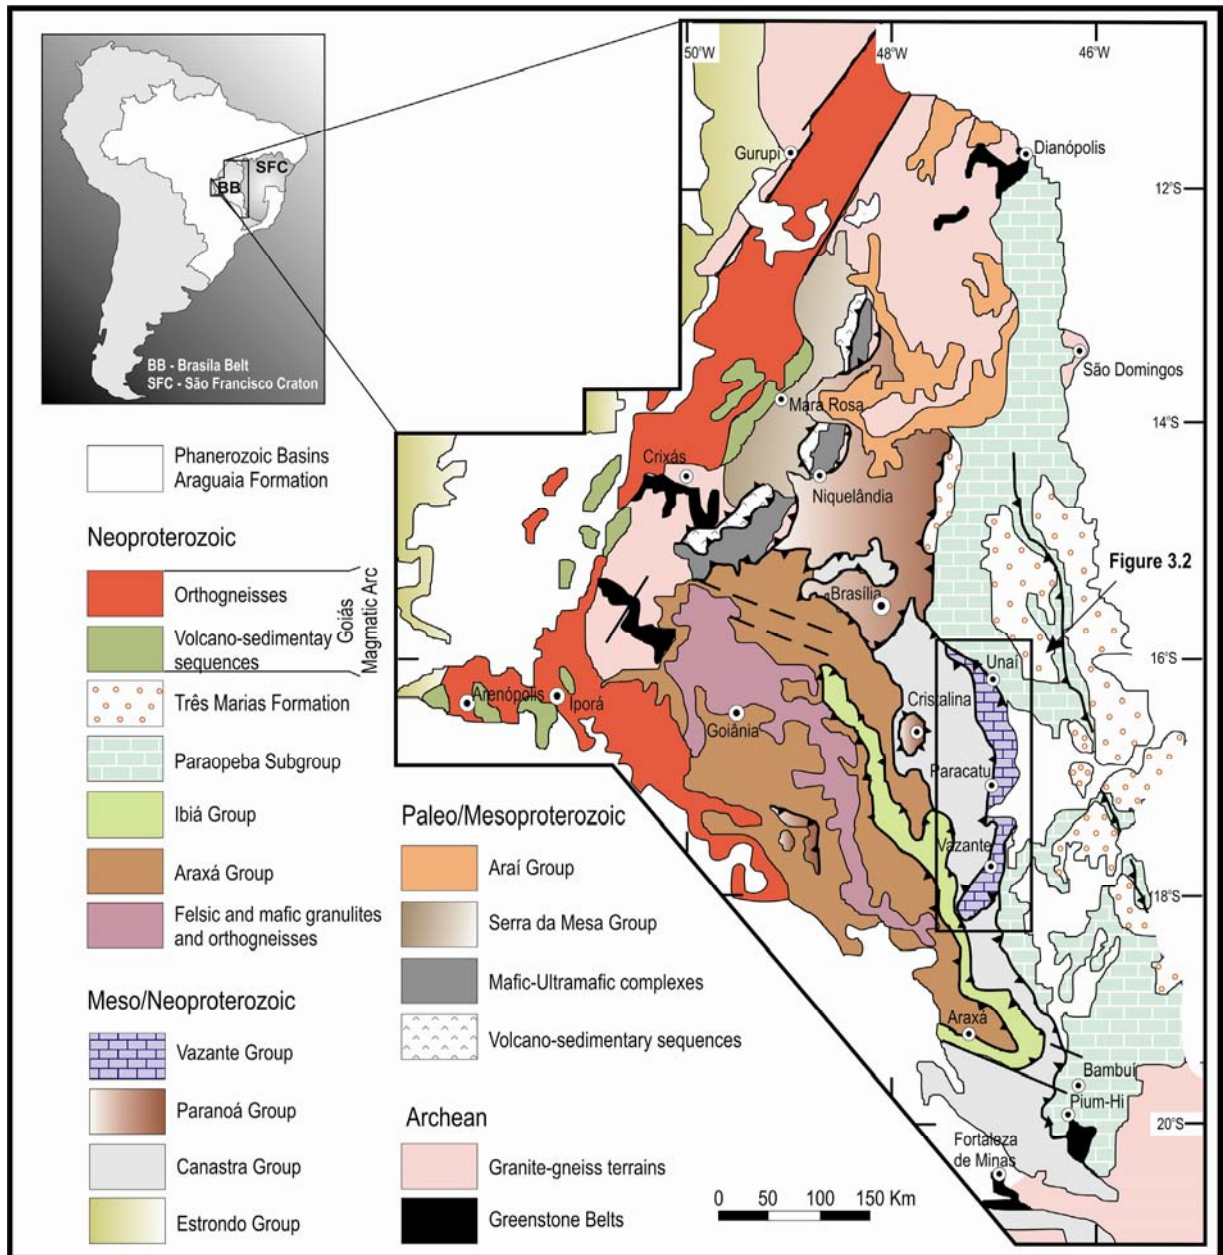 50°W
48°W
46°W
SFC
BB
BB - Brasíla Belt
SFC - São Francisco Craton
Gurupi
Dianópolis
12°S
São Domingos
Mara Rosa
14°S
Crixás
Niquelândia
Figure 3.2
Brasília
16°S
Unaí
Arenópolis
Iporá
Cristalina
Goiânia
Paracatu
Vazante
18°S
Araxá
Bambuí
Pium-Hi
20°S
Fortaleza
de Minas
0 50 100 150 Km
Phanerozoic Basins
Araguaia Formation
Neoproterozoic
Orthogneisses
Volcano-sedimentay
sequences
Goiás
Magmatic Arc
Três Marias Formation
Paraopeba Subgroup
Ibiá Group
Araxá Group
Felsic and mafic granulites
and orthogneisses
Meso/Neoproterozoic
Vazante Group
Paranoá Group
Canastra Group
Estrondo Group
Paleo/Mesoproterozoic
Araí Group
Serra da Mesa Group
Mafic-Ultramafic complexes
Volcano-sedimentary sequences
Archean
Granite-gneiss terrains
Greenstone Belts